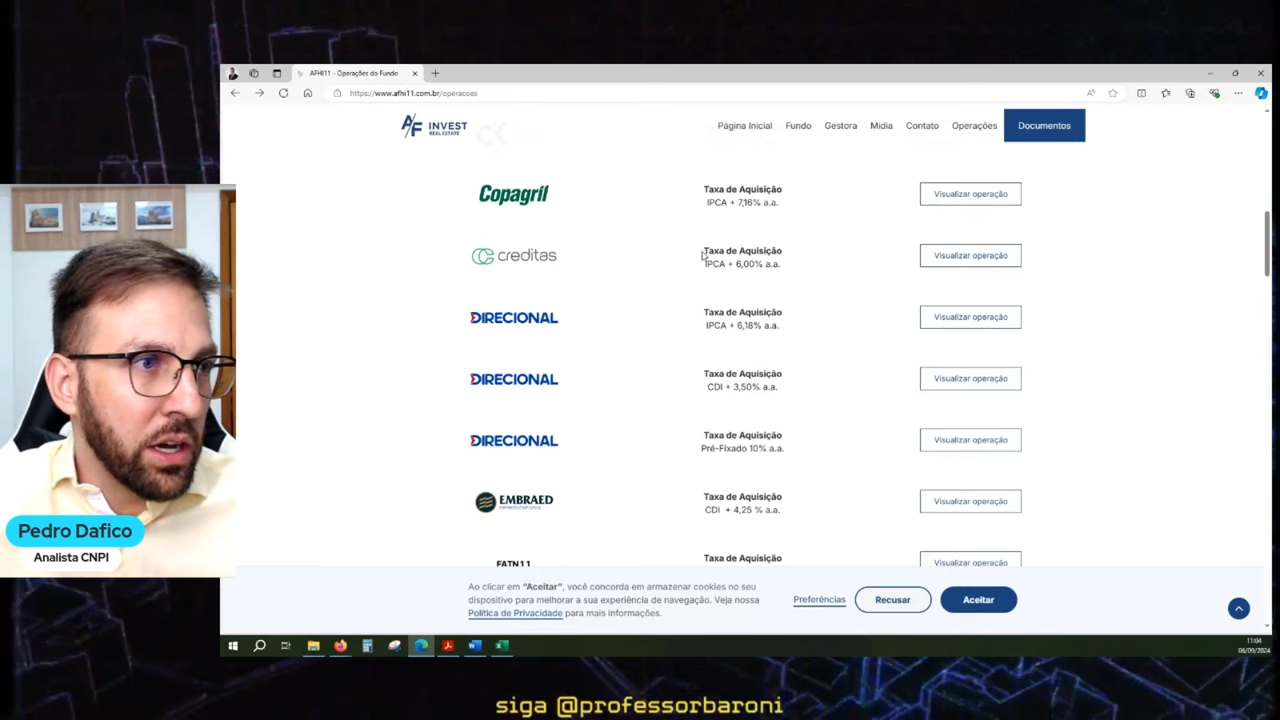 AFHI11 - Operações do Fundo
https://www.afhi11.com.br/operacoes
AF INVEST
REAL ESTATE
Página Inicial
Fundo
Gestora
Mídia
Contato
Operações
Documentos
Copagril
Taxa de Aquisição
IPCA + 7,16% a.a.
Visualizar operação
creditas
Taxa de Aquisição
IPCA + 6,00% a.a.
Visualizar operação
DIRECIONAL
Taxa de Aquisição
IPCA + 6,18% a.a.
Visualizar operação
DIRECIONAL
Taxa de Aquisição
CDI + 3,50% a.a.
Visualizar operação
DIRECIONAL
Taxa de Aquisição
Pré-Fixado 10% a.a.
Visualizar operação
EMBRAED
EMPREENDIMENTOS
Taxa de Aquisição
CDI + 4,25 % a.a.
Visualizar operação
FATN11
Taxa de Aquisição
Visualizar operação
Ao clicar em “Aceitar”, você concorda em armazenar cookies no seu
dispositivo para melhorar a sua experiência de navegação. Veja nossa
Política de Privacidade para mais informações.
Preferências
Recusar
Aceitar
Pedro Dafico
Analista CNPI
11:04
06/09/2024
siga @professorbaroni